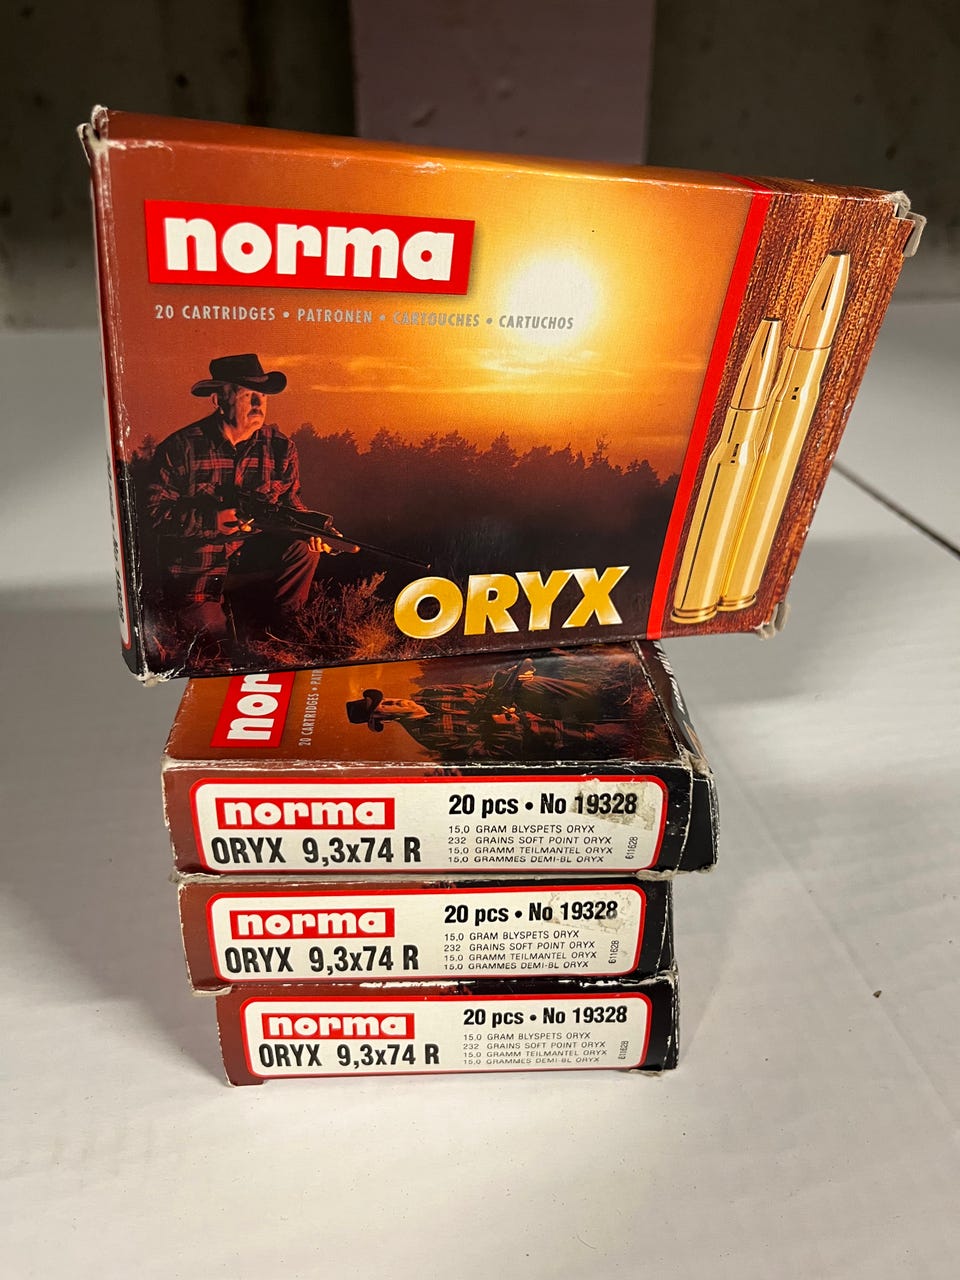 norma
20 CARTRIDGES • PATRONEN • CARTOUCHES • CARTUCHOS
ORYX
nor
20 CARTRIDGES •
norma
ORYX 9,3x74 R
20 pcs • No 19328
15,0 GRAM BLYSPETS ORYX
232 GRAINS SOFT POINT ORYX
15,0 GRAMM TEILMANTEL ORYX
15,0 GRAMMES DEMI-BL ORYX
611628
norma
ORYX 9,3x74 R
20 pcs • No 19328
15,0 GRAM BLYSPETS ORYX
232 GRAINS SOFT POINT ORYX
15,0 GRAMM TEILMANTEL ORYX
15,0 GRAMMES DEMI-BL ORYX
611628
norma
ORYX 9,3x74 R
20 pcs • No 19328
15,0 GRAM BLYSPETS ORYX
232 GRAINS SOFT POINT ORYX
15,0 GRAMM TEILMANTEL ORYX
15,0 GRAMMES DEMI-BL ORYX
611628